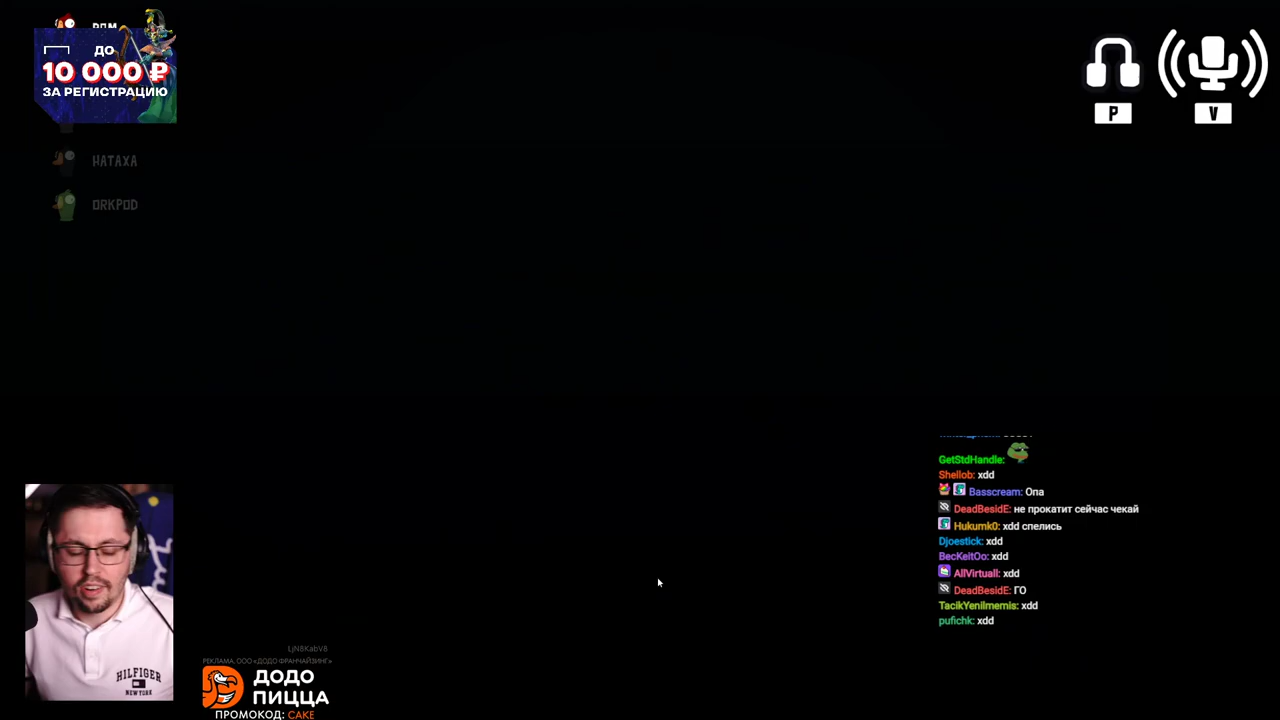 ДО
10 000 ₽
ЗА РЕГИСТРАЦИЮ
P
V
НАТАХА
ORKPOD
GetStdHandle:
Shellob: xdd
Basscream: Опа
DeadBesidE: не прокатит сейчас чекай
Hukumk0: xdd спелись
Djoestick: xdd
BecKeitOo: xdd
AllVirtuall: xdd
DeadBesidE: ГО
TacikYenilmemis: xdd
pufichk: xdd
HILFIGER
NEW YORK
LjN8KabV8
РЕКЛАМА. ООО «ДОДО ФРАНЧАЙЗИНГ»
ДОДО
ПИЦЦА
ПРОМОКОД: CAKE